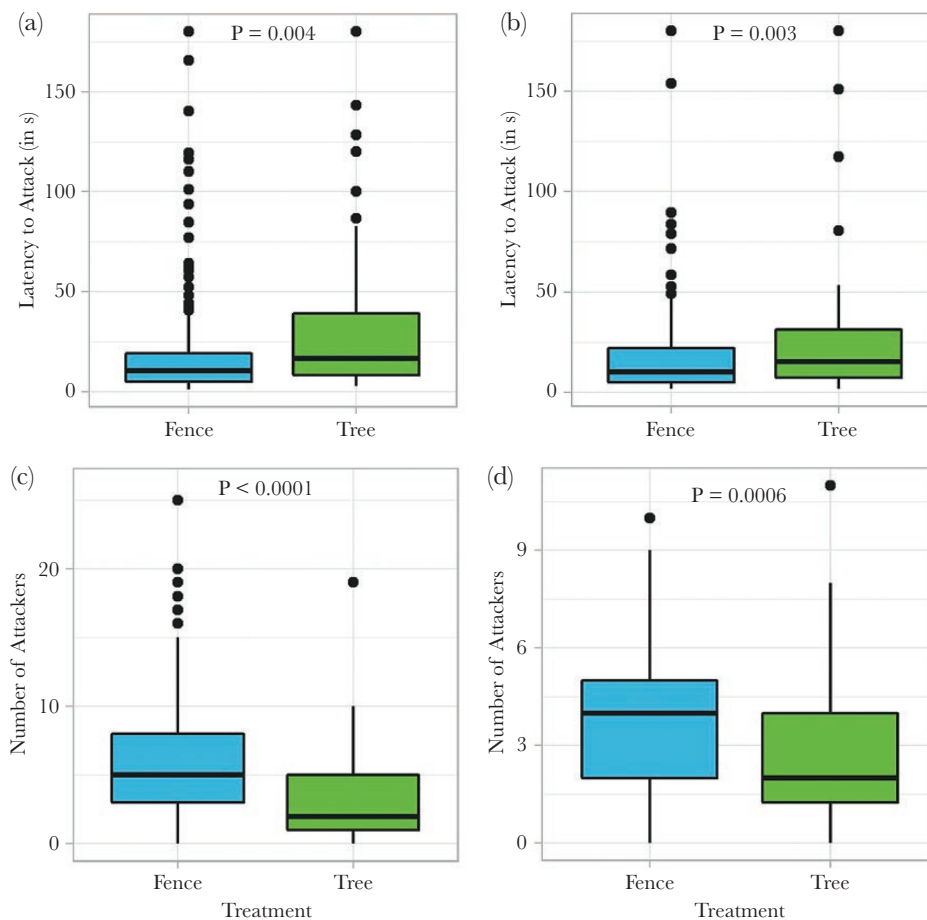 (a)
P = 0.004
Latency to Attack (in s)
150
100
50
0
Fence Tree
(b)
P = 0.003
Latency to Attack (in s)
150
100
50
0
Fence Tree
(c)
P < 0.0001
Number of Attackers
20
10
0
Fence Tree
Treatment
(d)
P = 0.0006
Number of Attackers
9
6
3
0
Fence Tree
Treatment